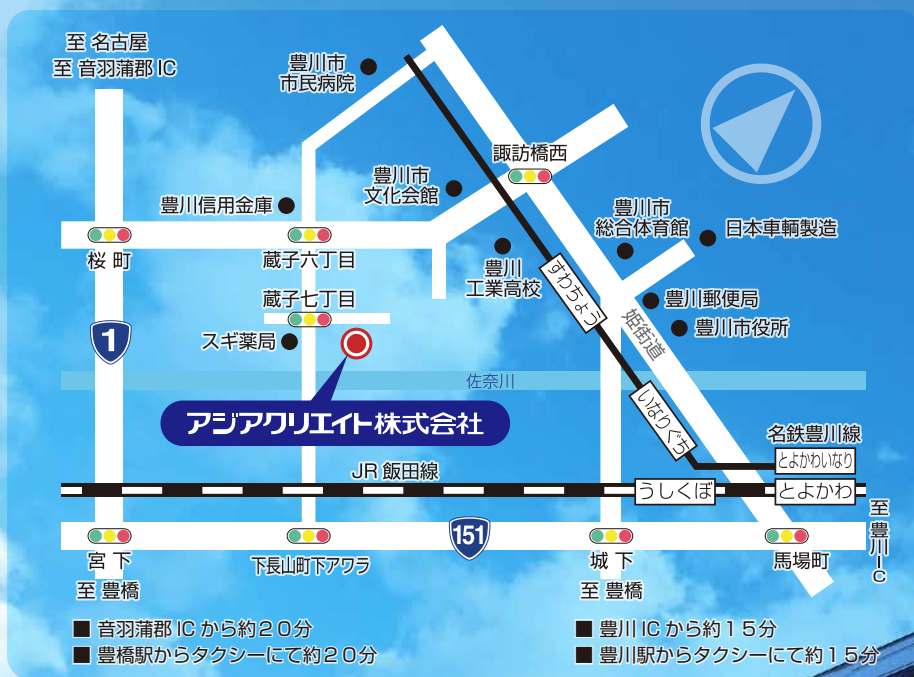 至 名古屋
至 音羽蒲郡 IC
豊川市
市民病院
諏訪橋西
豊川市
文化会館
豊川信用金庫
豊川市
総合体育館
日本車輌製造
桜町
蔵子六丁目
豊川
工業高校
すわちょう
蔵子七丁目
豊川郵便局
1
スギ薬局
姫街道
豊川市役所
佐奈川
アジアクリエイト株式会社
いなりぐち
名鉄豊川線
とよかわいなり
JR 飯田線
うしくぼ
とよかわ
至豊川IC
151
宮下
下長山町下アワラ
城下
馬場町
至 豊橋
至 豊橋
■ 音羽蒲郡 IC から約20分
■ 豊橋駅からタクシーにて約20分
■ 豊川 IC から約15分
■ 豊川駅からタクシーにて約15分